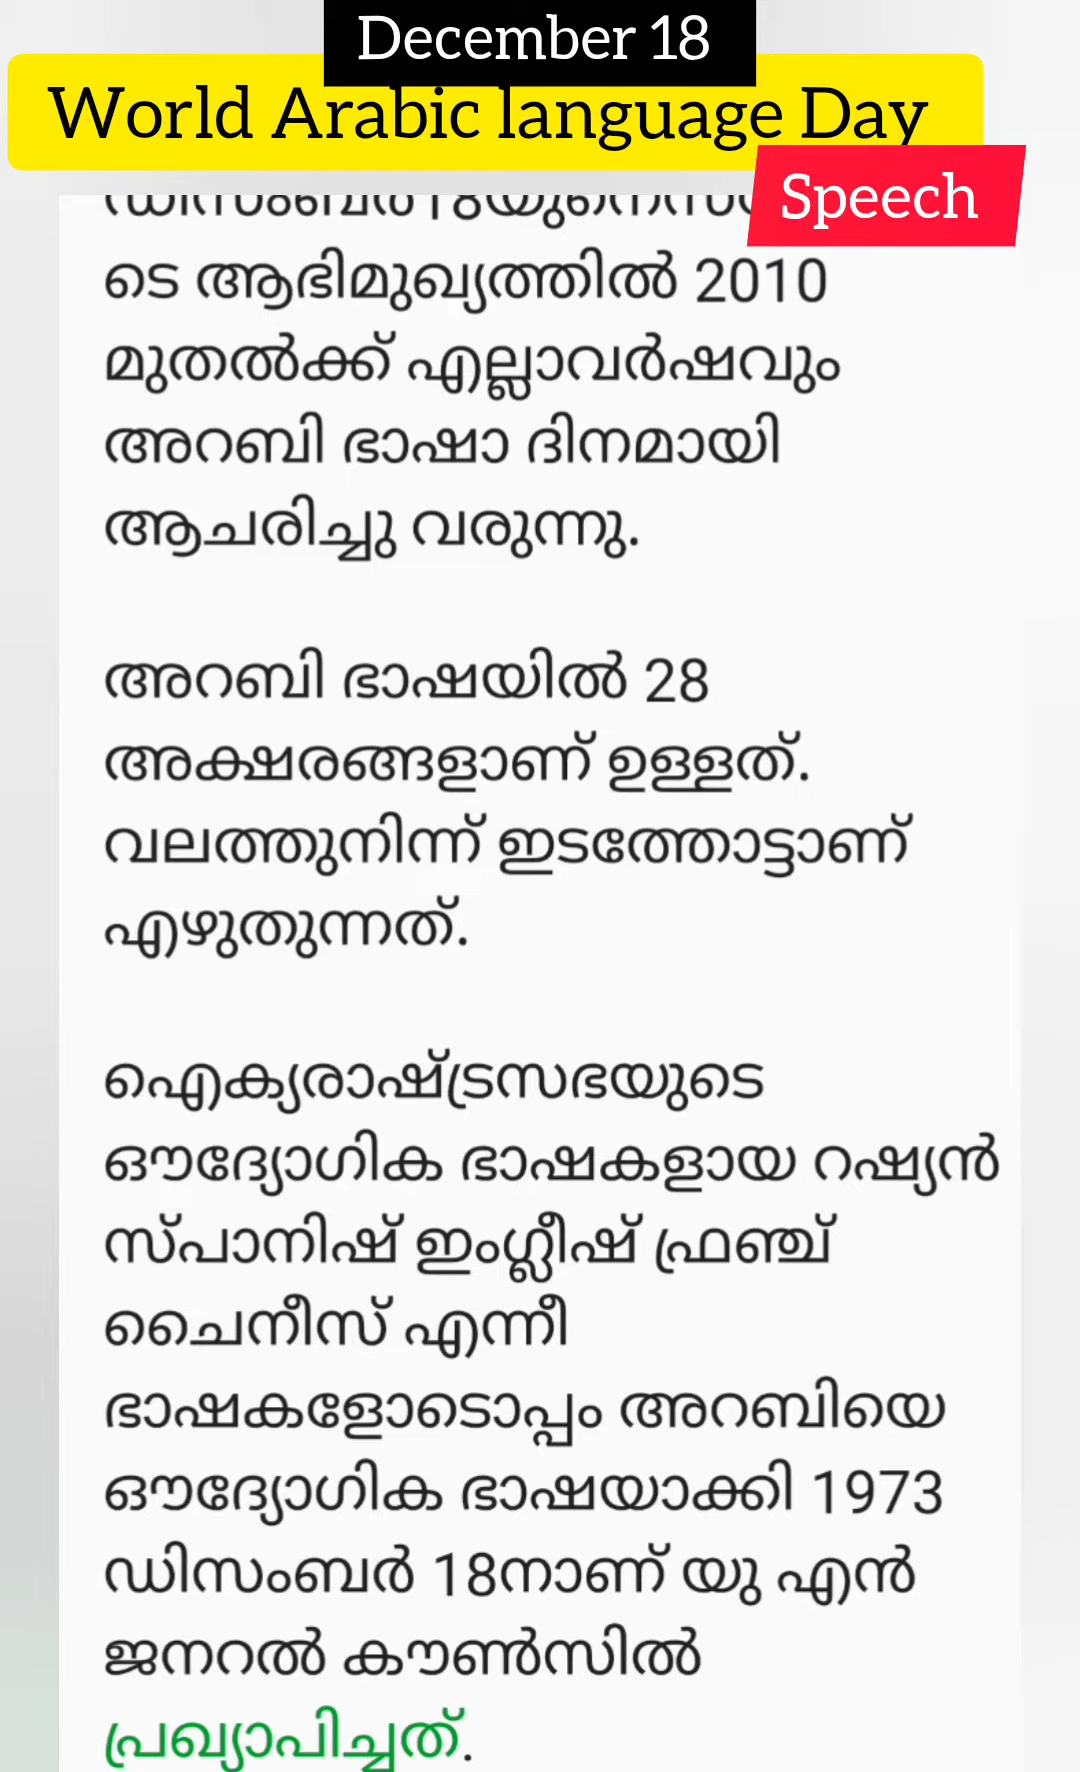 December 18
World Arabic language Day
Speech
ടെ ആഭിമുഖ്യത്തിൽ 2010
മുതൽക്ക് എല്ലാവർഷവും
അറബി ഭാഷാ ദിനമായി
ആചരിച്ചു വരുന്നു.
അറബി ഭാഷയിൽ 28
അക്ഷരങ്ങളാണ് ഉള്ളത്.
വലത്തുനിന്ന് ഇടത്തോട്ടാണ്
എഴുതുന്നത്.
ഐക്യരാഷ്ട്രസഭയുടെ
ഔദ്യോഗിക ഭാഷകളായ റഷ്യൻ
സ്പാനിഷ് ഇംഗ്ലീഷ് ഫ്രഞ്ച്
ചൈനീസ് എന്നീ
ഭാഷകളോടൊപ്പം അറബിയെ
ഔദ്യോഗിക ഭാഷയാക്കി 1973
ഡിസംബർ 18നാണ് യു എൻ
ജനറൽ കൗൺസിൽ
പ്രഖ്യാപിച്ചത്.